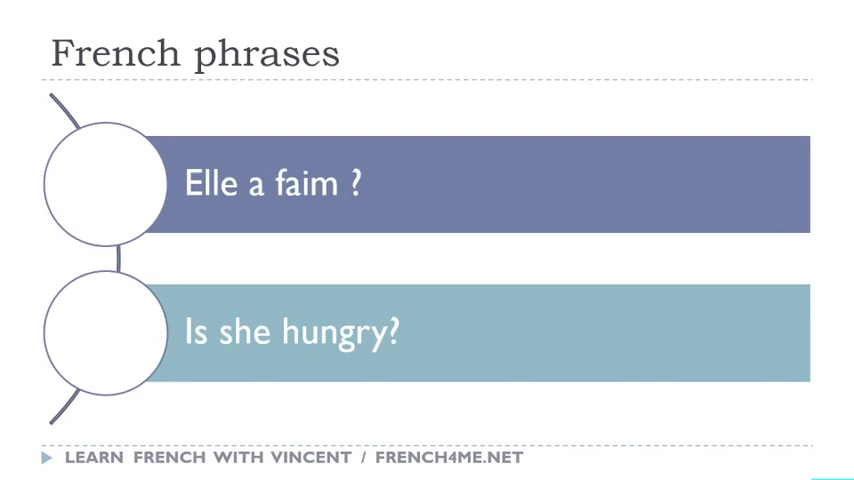 French phrases
Elle a faim ?
Is she hungry?
LEARN FRENCH WITH VINCENT / FRENCH4ME.NET